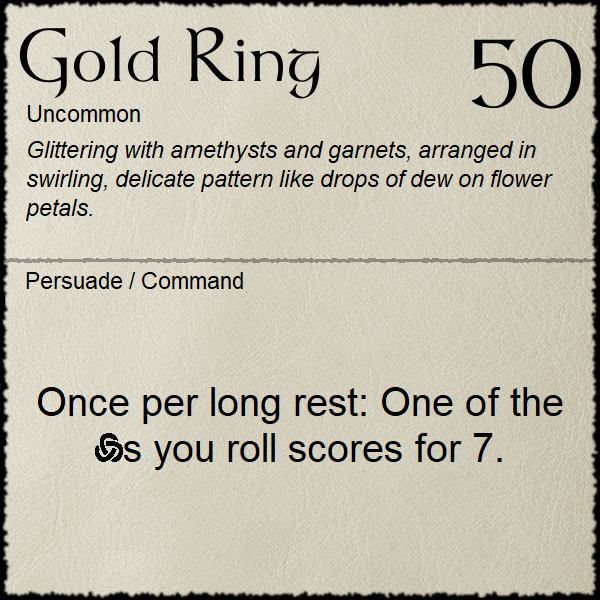 Gold Ring
50
Uncommon
Glittering with amethysts and garnets, arranged in
swirling, delicate pattern like drops of dew on flower
petals.
Persuade / Command
Once per long rest: One of the
s you roll scores for 7.